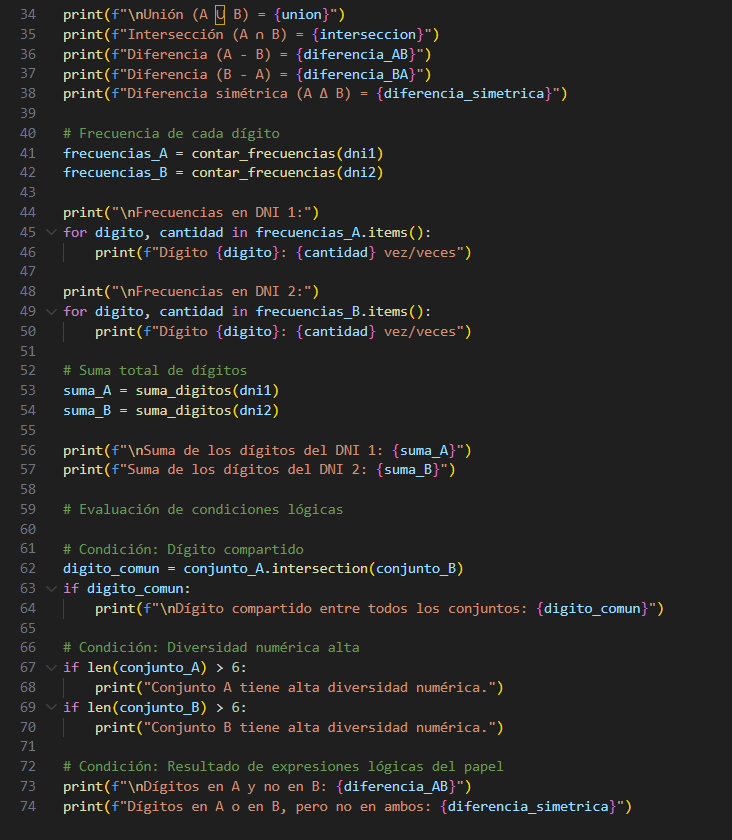 34 print(f"\nUnión (A ∪ B) = {union}")
35 print(f"Intersección (A ∩ B) = {interseccion}")
36 print(f"Diferencia (A - B) = {diferencia_AB}")
37 print(f"Diferencia (B - A) = {diferencia_BA}")
38 print(f"Diferencia simétrica (A Δ B) = {diferencia_simetrica}")
39
40 # Frecuencia de cada dígito
41 frecuencias_A = contar_frecuencias(dni1)
42 frecuencias_B = contar_frecuencias(dni2)
43
44 print("\nFrecuencias en DNI 1:")
45 for digito, cantidad in frecuencias_A.items():
46     print(f"Dígito {digito}: {cantidad} vez/veces")
47
48 print("\nFrecuencias en DNI 2:")
49 for digito, cantidad in frecuencias_B.items():
50     print(f"Dígito {digito}: {cantidad} vez/veces")
51
52 # Suma total de dígitos
53 suma_A = suma_digitos(dni1)
54 suma_B = suma_digitos(dni2)
55
56 print(f"\nSuma de los dígitos del DNI 1: {suma_A}")
57 print(f"Suma de los dígitos del DNI 2: {suma_B}")
58
59 # Evaluación de condiciones lógicas
60
61 # Condición: Dígito compartido
62 digito_comun = conjunto_A.intersection(conjunto_B)
63 if digito_comun:
64     print(f"\nDígito compartido entre todos los conjuntos: {digito_comun}")
65
66 # Condición: Diversidad numérica alta
67 if len(conjunto_A) > 6:
68     print("Conjunto A tiene alta diversidad numérica.")
69 if len(conjunto_B) > 6:
70     print("Conjunto B tiene alta diversidad numérica.")
71
72 # Condición: Resultado de expresiones lógicas del papel
73 print(f"\nDígitos en A y no en B: {diferencia_AB}")
74 print(f"Dígitos en A o en B, pero no en ambos: {diferencia_simetrica}")